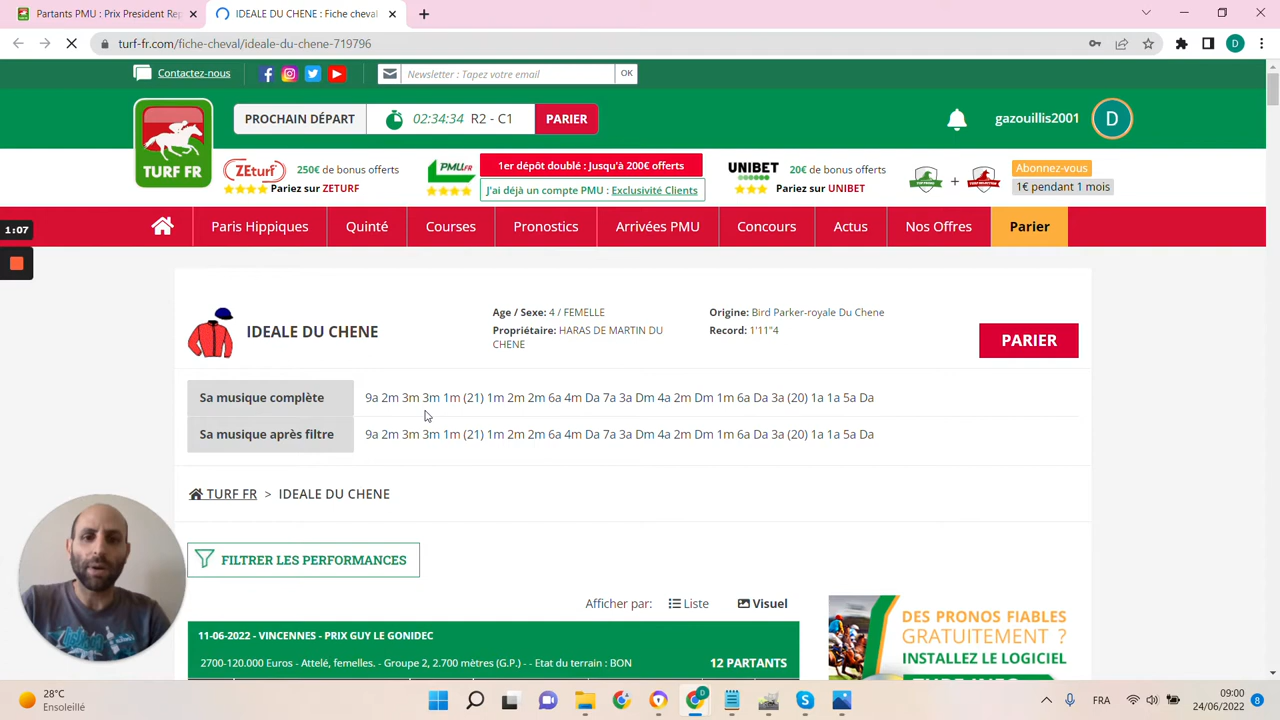 Partants PMU : Prix President Rep
IDEALE DU CHENE : Fiche cheval
turf-fr.com/fiche-cheval/ideale-du-chene-719796
D
Contactez-nous
Newsletter : Tapez votre email
OK
TURF FR
PROCHAIN DÉPART
02:34:34 R2 - C1
PARIER
gazouillis2001
D
ZEturf
250€ de bonus offerts
Pariez sur ZETURF
PMU.FR
1er dépôt doublé : Jusqu'à 200€ offerts
J'ai déjà un compte PMU : Exclusivité Clients
UNIBET
20€ de bonus offerts
Pariez sur UNIBET
+
Abonnez-vous
1€ pendant 1 mois
1:07
Paris Hippiques
Quinté
Courses
Pronostics
Arrivées PMU
Concours
Actus
Nos Offres
Parier
IDEALE DU CHENE
Age / Sexe: 4 / FEMELLE
Propriétaire: HARAS DE MARTIN DU
CHENE
Origine: Bird Parker-royale Du Chene
Record: 1'11"4
PARIER
Sa musique complète
9a 2m 3m 3m 1m (21) 1m 2m 2m 6a 4m Da 7a 3a Dm 4a 2m Dm 1m 6a Da 3a (20) 1a 1a 5a Da
Sa musique après filtre
9a 2m 3m 3m 1m (21) 1m 2m 2m 6a 4m Da 7a 3a Dm 4a 2m Dm 1m 6a Da 3a (20) 1a 1a 5a Da
TURF FR > IDEALE DU CHENE
FILTRER LES PERFORMANCES
Afficher par:
Liste
Visuel
11-06-2022 - VINCENNES - PRIX GUY LE GONIDEC
2700-120.000 Euros - Attelé, femelles. - Groupe 2, 2.700 mètres (G.P.) - - Etat du terrain : BON
12 PARTANTS
DES PRONOS FIABLES
GRATUITEMENT ?
INSTALLEZ LE LOGICIEL
28°C
Ensoleillé
D
FRA
09:00
24/06/2022
8